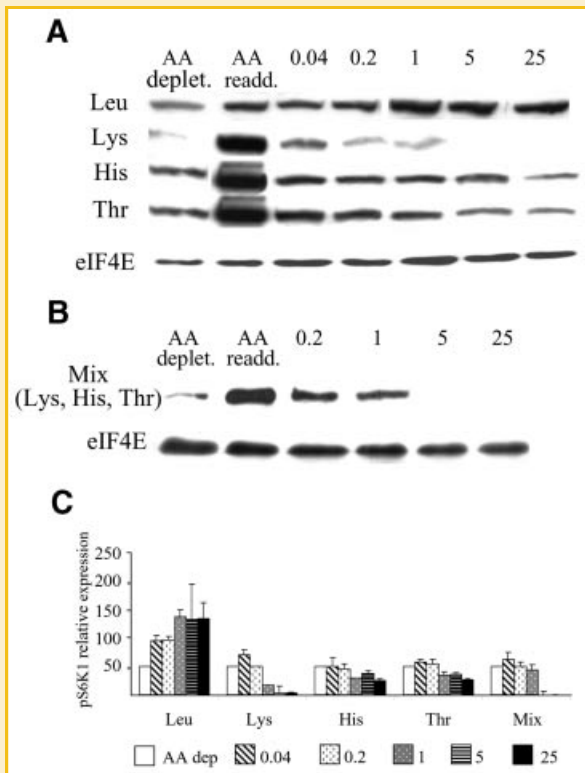 A
AA deplet. AA readd. 0.04 0.2 1 5 25
Leu
Lys
His
Thr
eIF4E
B
AA deplet. AA readd. 0.2 1 5 25
Mix
(Lys, His, Thr)
eIF4E
C
pS6K1 relative expression
250
200
150
100
50
Leu Lys His Thr Mix
AA dep 0.04 0.2 1 5 25